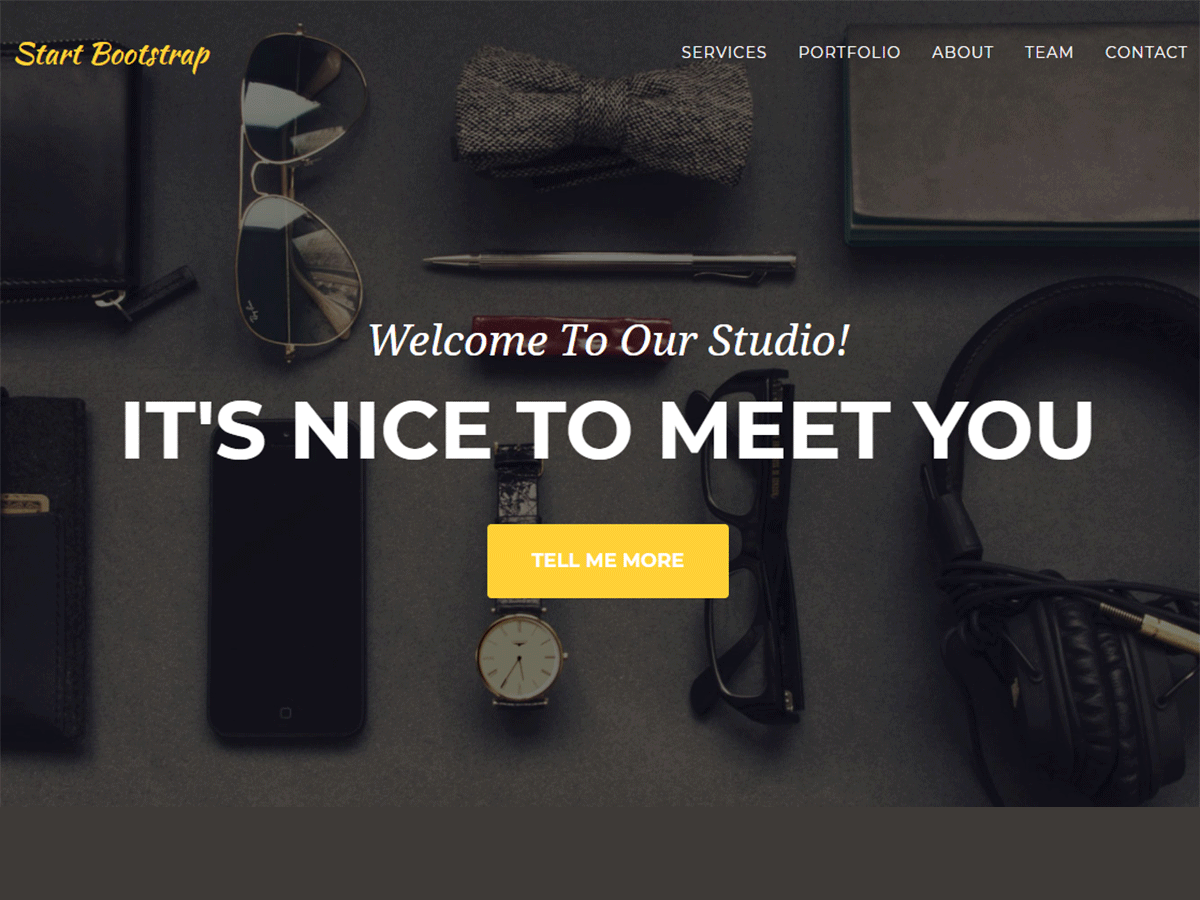 Start Bootstrap
SERVICES PORTFOLIO ABOUT TEAM CONTACT
Welcome To Our Studio!
IT'S NICE TO MEET YOU
TELL ME MORE